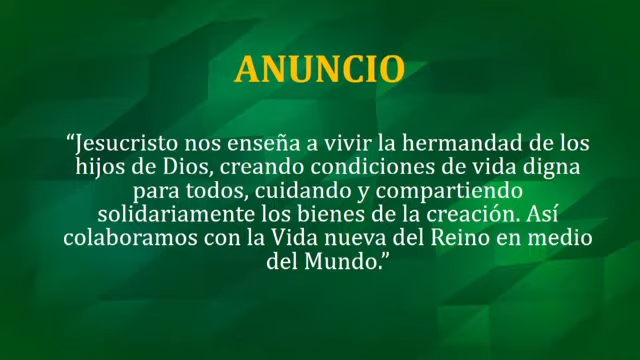 ANUNCIO
“Jesucristo nos enseña a vivir la hermandad de los
hijos de Dios, creando condiciones de vida digna
para todos, cuidando y compartiendo
solidariamente los bienes de la creación. Así
colaboramos con la Vida nueva del Reino en medio
del Mundo.”